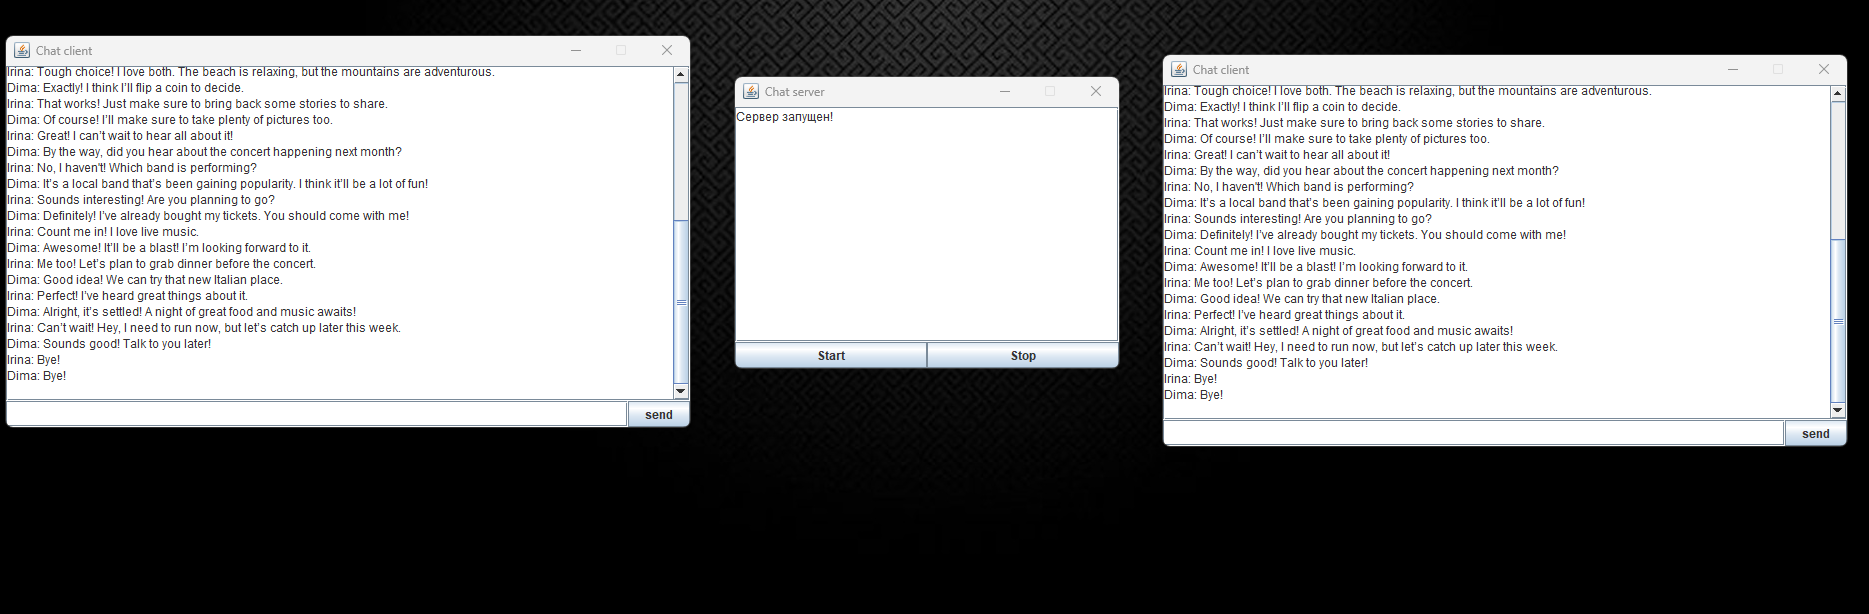 Chat client
Irina: Tough choice! I love both. The beach is relaxing, but the mountains are adventurous.
Dima: Exactly! I think I’ll flip a coin to decide.
Irina: That works! Just make sure to bring back some stories to share.
Dima: Of course! I’ll make sure to take plenty of pictures too.
Irina: Great! I can’t wait to hear all about it!
Dima: By the way, did you hear about the concert happening next month?
Irina: No, I haven't! Which band is performing?
Dima: It’s a local band that’s been gaining popularity. I think it’ll be a lot of fun!
Irina: Sounds interesting! Are you planning to go?
Dima: Definitely! I’ve already bought my tickets. You should come with me!
Irina: Count me in! I love live music.
Dima: Awesome! It’ll be a blast! I’m looking forward to it.
Irina: Me too! Let’s plan to grab dinner before the concert.
Dima: Good idea! We can try that new Italian place.
Irina: Perfect! I’ve heard great things about it.
Dima: Alright, it’s settled! A night of great food and music awaits!
Irina: Can’t wait! Hey, I need to run now, but let’s catch up later this week.
Dima: Sounds good! Talk to you later!
Irina: Bye!
Dima: Bye!
send
Chat server
Сервер запущен!
Start
Stop
Chat client
Irina: Tough choice! I love both. The beach is relaxing, but the mountains are adventurous.
Dima: Exactly! I think I’ll flip a coin to decide.
Irina: That works! Just make sure to bring back some stories to share.
Dima: Of course! I’ll make sure to take plenty of pictures too.
Irina: Great! I can’t wait to hear all about it!
Dima: By the way, did you hear about the concert happening next month?
Irina: No, I haven't! Which band is performing?
Dima: It’s a local band that’s been gaining popularity. I think it’ll be a lot of fun!
Irina: Sounds interesting! Are you planning to go?
Dima: Definitely! I’ve already bought my tickets. You should come with me!
Irina: Count me in! I love live music.
Dima: Awesome! It’ll be a blast! I’m looking forward to it.
Irina: Me too! Let’s plan to grab dinner before the concert.
Dima: Good idea! We can try that new Italian place.
Irina: Perfect! I’ve heard great things about it.
Dima: Alright, it’s settled! A night of great food and music awaits!
Irina: Can’t wait! Hey, I need to run now, but let’s catch up later this week.
Dima: Sounds good! Talk to you later!
Irina: Bye!
Dima: Bye!
send